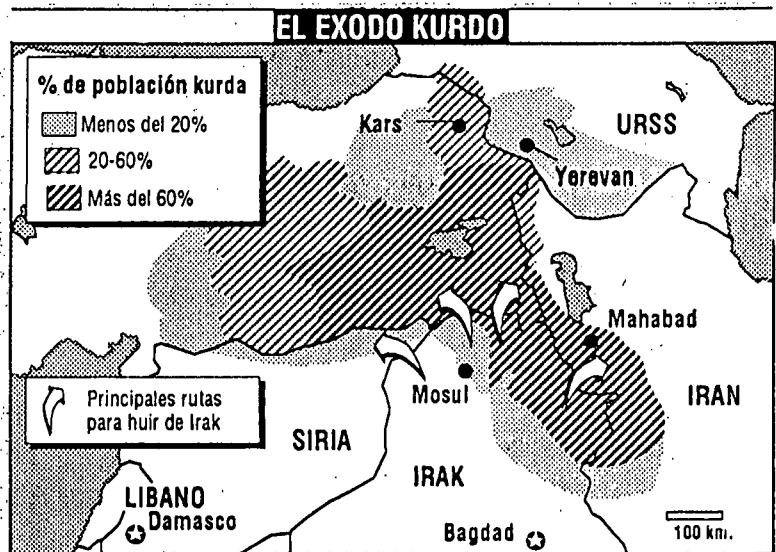 EL EXODO KURDO
% de población kurda
Menos del 20%
20-60%
Más del 60%
Kars
URSS
Yerevan
Mahabad
Principales rutas
para huir de Irak
Mosul
IRAN
SIRIA
IRAK
LIBANO
Damasco
Bagdad
100 km.